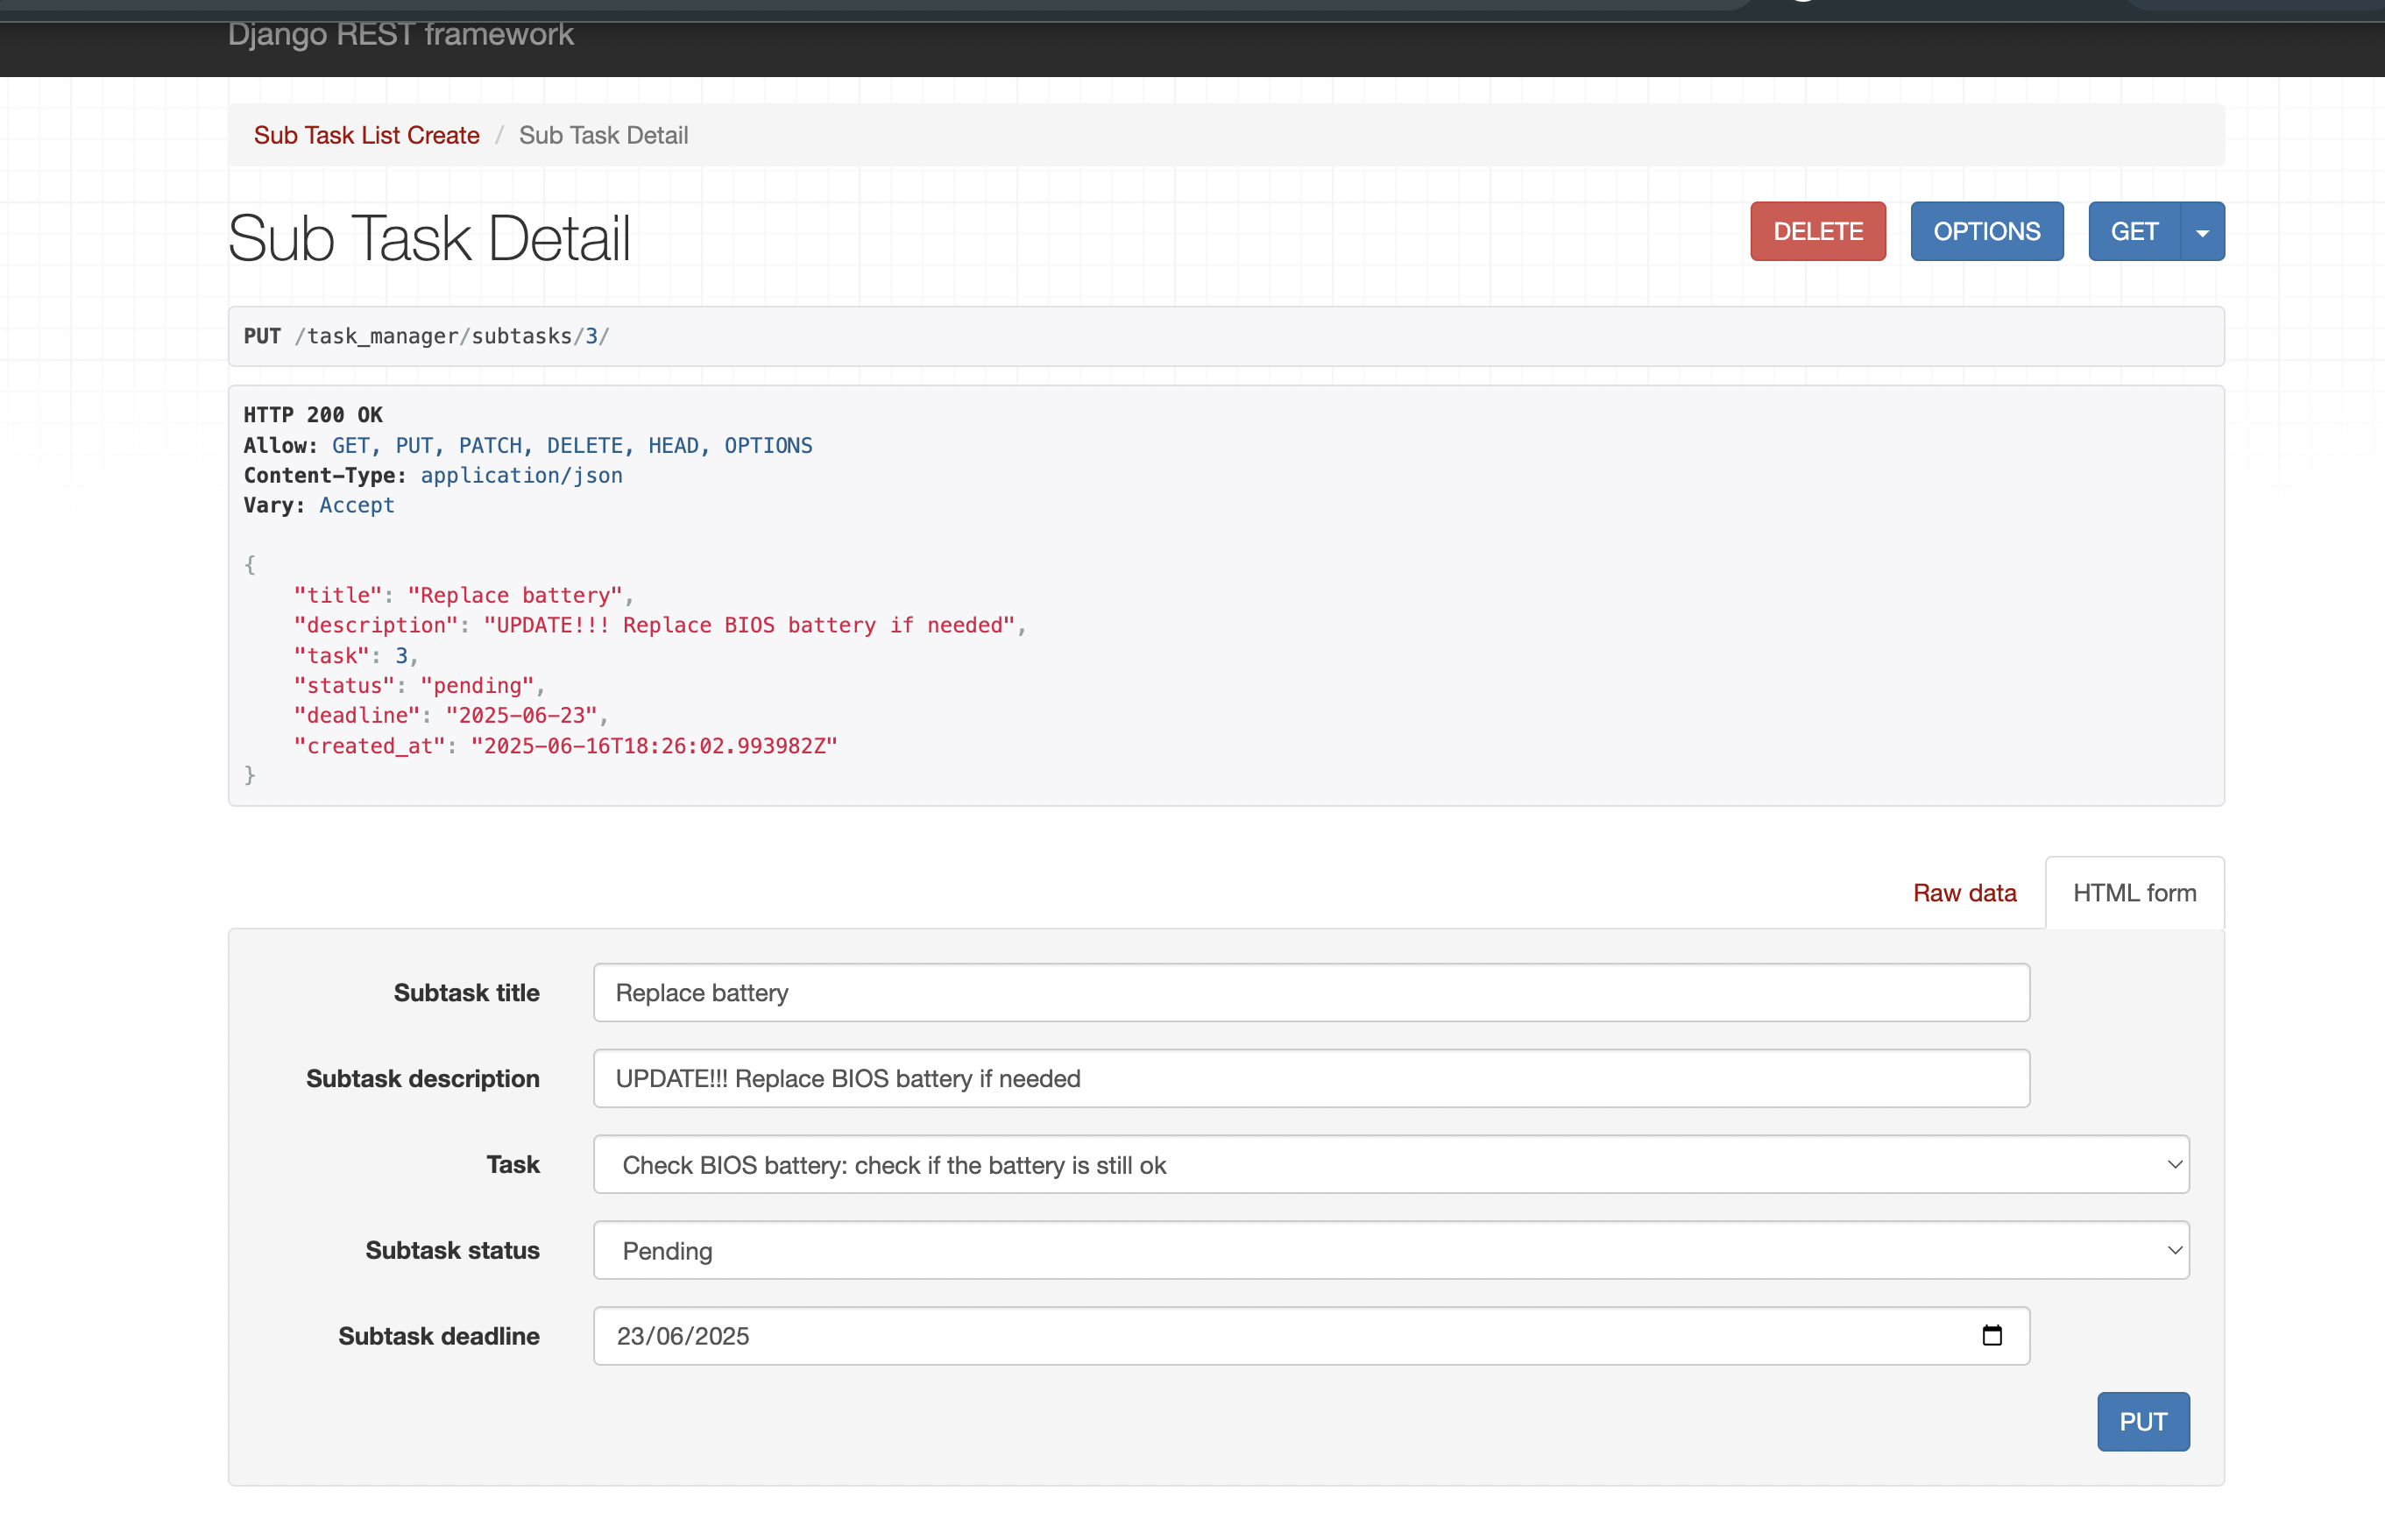 Django REST framework
Sub Task List Create / Sub Task Detail
Sub Task Detail
DELETE
OPTIONS
GET
PUT /task_manager/subtasks/3/
HTTP 200 OK
Allow: GET, PUT, PATCH, DELETE, HEAD, OPTIONS
Content-Type: application/json
Vary: Accept
{
    "title": "Replace battery",
    "description": "UPDATE!!! Replace BIOS battery if needed",
    "task": 3,
    "status": "pending",
    "deadline": "2025-06-23",
    "created_at": "2025-06-16T18:26:02.993982Z"
}
Raw data
HTML form
Subtask title
Replace battery
Subtask description
UPDATE!!! Replace BIOS battery if needed
Task
Check BIOS battery: check if the battery is still ok
Subtask status
Pending
Subtask deadline
23/06/2025
PUT